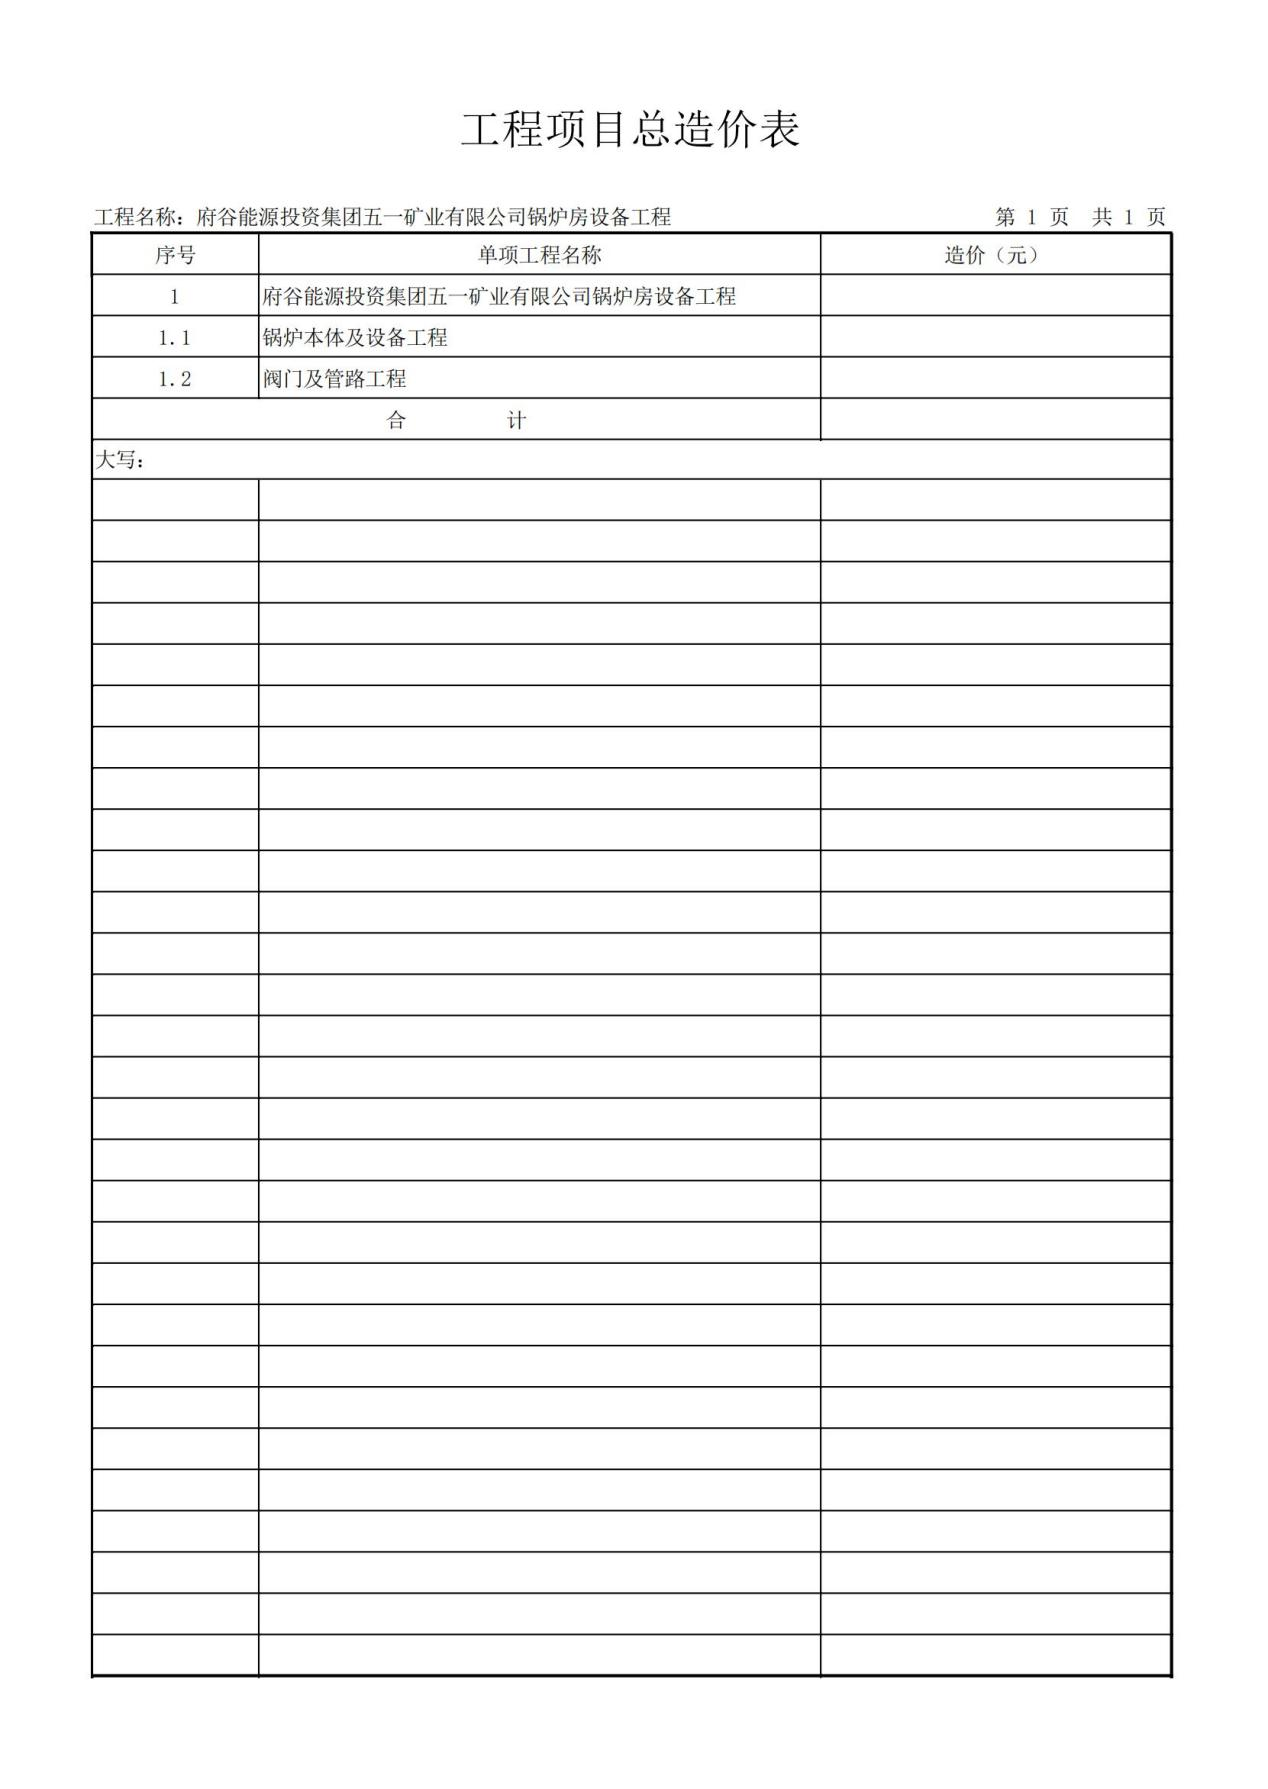 工程项目总造价表
工程名称：府谷能源投资集团五一矿业有限公司锅炉房设备工程 第 1 页 共 1 页
序号 单项工程名称 造价（元）
1 府谷能源投资集团五一矿业有限公司锅炉房设备工程
1.1 锅炉本体及设备工程
1.2 阀门及管路工程
合 计
大写：